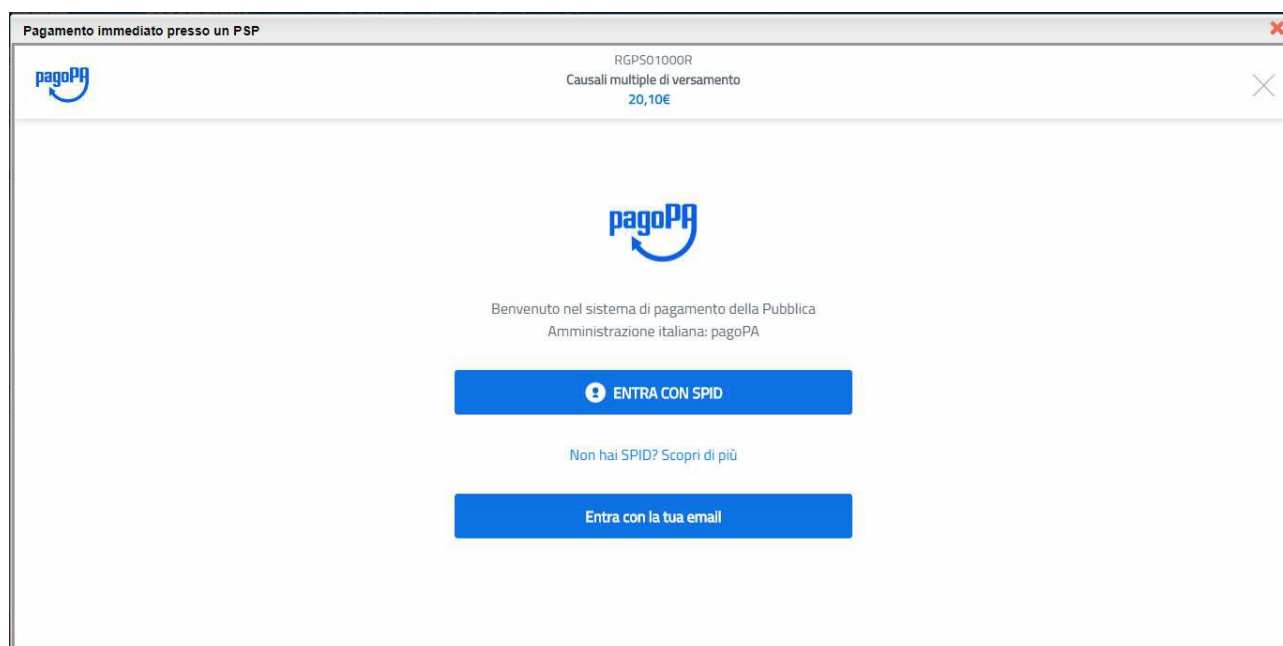 Pagamento immediato presso un PSP
pagoPA
RGPS01000R
Causali multiple di versamento
20,10€
pagoPA
Benvenuto nel sistema di pagamento della Pubblica
Amministrazione italiana: pagoPA
ENTRA CON SPID
Non hai SPID? Scopri di più
Entra con la tua email